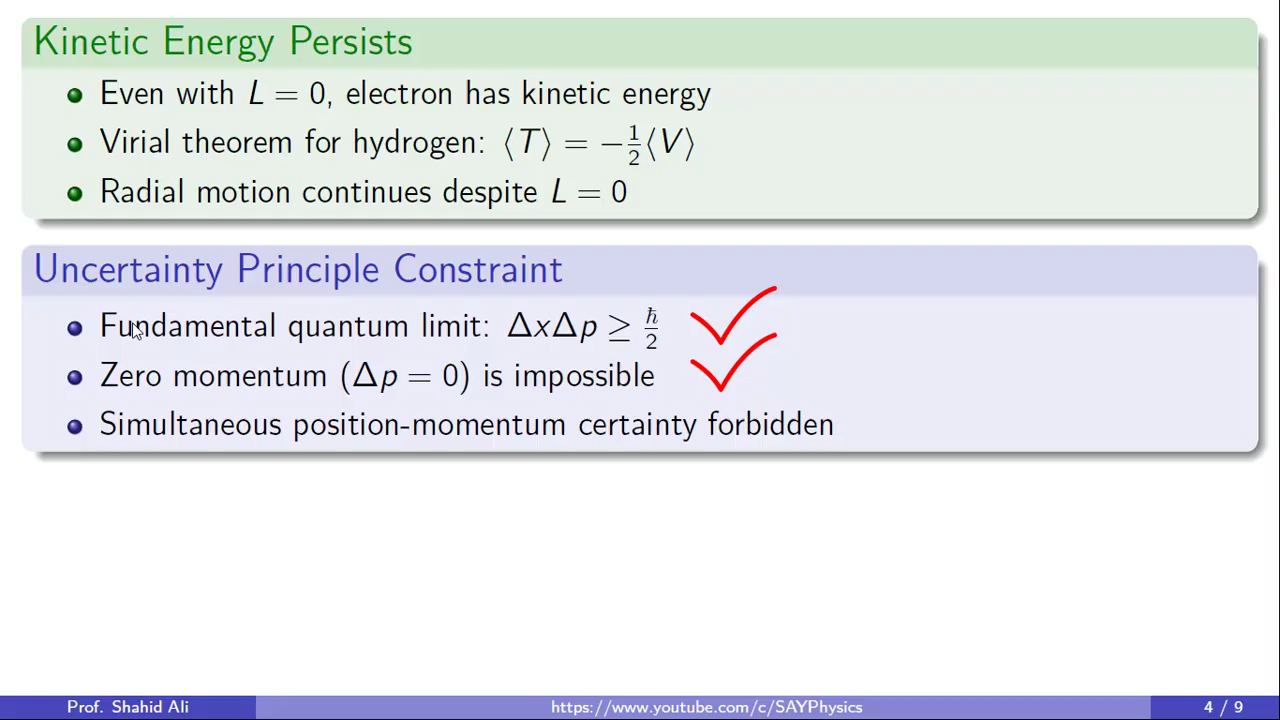 Kinetic Energy Persists
Even with L = 0, electron has kinetic energy
Virial theorem for hydrogen: ⟨T⟩ = −½⟨V⟩
Radial motion continues despite L = 0
Uncertainty Principle Constraint
Fundamental quantum limit: ΔxΔp ≥ ħ/2
Zero momentum (Δp = 0) is impossible
Simultaneous position-momentum certainty forbidden
Prof. Shahid Ali https://www.youtube.com/c/SAYPhysics 4 / 9